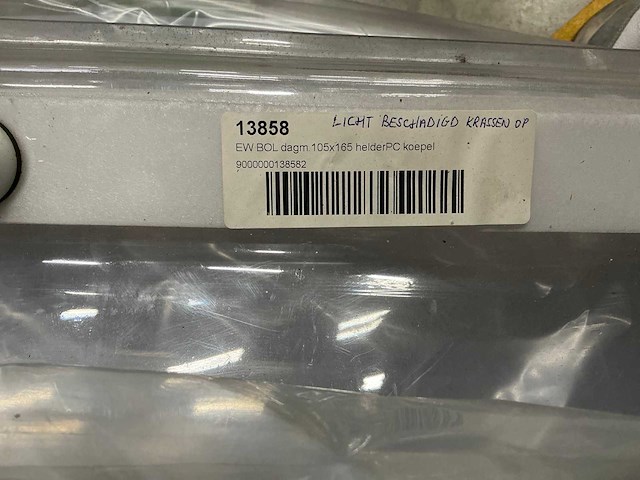 13858 LICHT BESCHADIGD KRASSEN OP
EW BOL dagm.105x165 helderPC koepel
9000000138582